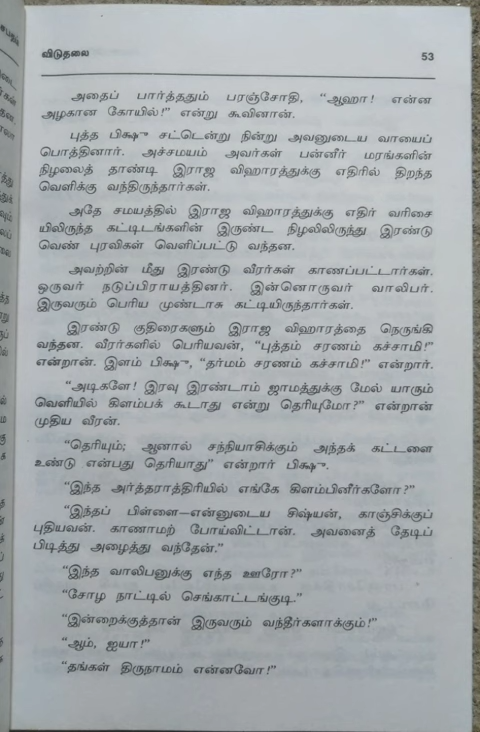 விடுதலை 53
அதைப் பார்த்ததும் பரஞ்சோதி, “ஆஹா! என்ன
அழகான கோயில்!” என்று கூவினான்.
புத்த பிக்ஷு சட்டென்று நின்று அவனுடைய வாயைப்
பொத்தினார். அச்சமயம் அவர்கள் பன்னீர் மரங்களின்
நிழலைத் தாண்டி இராஜ விஹாரத்துக்கு எதிரில் திறந்த
வெளிக்கு வந்திருந்தார்கள்.
அதே சமயத்தில் இராஜ விஹாரத்துக்கு எதிர் வரிசை
யிலிருந்த கட்டிடங்களின் இருண்ட நிழலிலிருந்து இரண்டு
வெண் புரவிகள் வெளிப்பட்டு வந்தன.
அவற்றின் மீது இரண்டு வீரர்கள் காணப்பட்டார்கள்.
ஒருவர் நடுப்பிராயத்தினர். இன்னொருவர் வாலிபர்.
இருவரும் பெரிய முண்டாசு கட்டியிருந்தார்கள்.
இரண்டு குதிரைகளும் இராஜ விஹாரத்தை நெருங்கி
வந்தன. வீரர்களில் பெரியவன், “புத்தம் சரணம் கச்சாமி!”
என்றான். இளம் பிக்ஷு, “தர்மம் சரணம் கச்சாமி!” என்றார்.
“அடிகளே! இரவு இரண்டாம் ஜாமத்துக்கு மேல் யாரும்
வெளியில் கிளம்பக் கூடாது என்று தெரியுமோ?” என்றான்
முதிய வீரன்.
“தெரியும்; ஆனால் சந்நியாசிக்கும் அந்தக் கட்டளை
உண்டு என்பது தெரியாது” என்றார் பிக்ஷு.
“இந்த அர்த்தராத்திரியில் எங்கே கிளம்பினீர்களோ?”
“இந்தப் பிள்ளை—என்னுடைய சிஷ்யன், காஞ்சிக்குப்
புதியவன். காணாமற் போய்விட்டான். அவனைத் தேடிப்
பிடித்து அழைத்து வந்தேன்.”
“இந்த வாலிபனுக்கு எந்த ஊரோ?”
“சோழ நாட்டில் செங்காட்டங்குடி.”
“இன்றைக்குத்தான் இருவரும் வந்தீர்களாக்கும்!”
“ஆம், ஐயா!”
“தங்கள் திருநாமம் என்னவோ!”